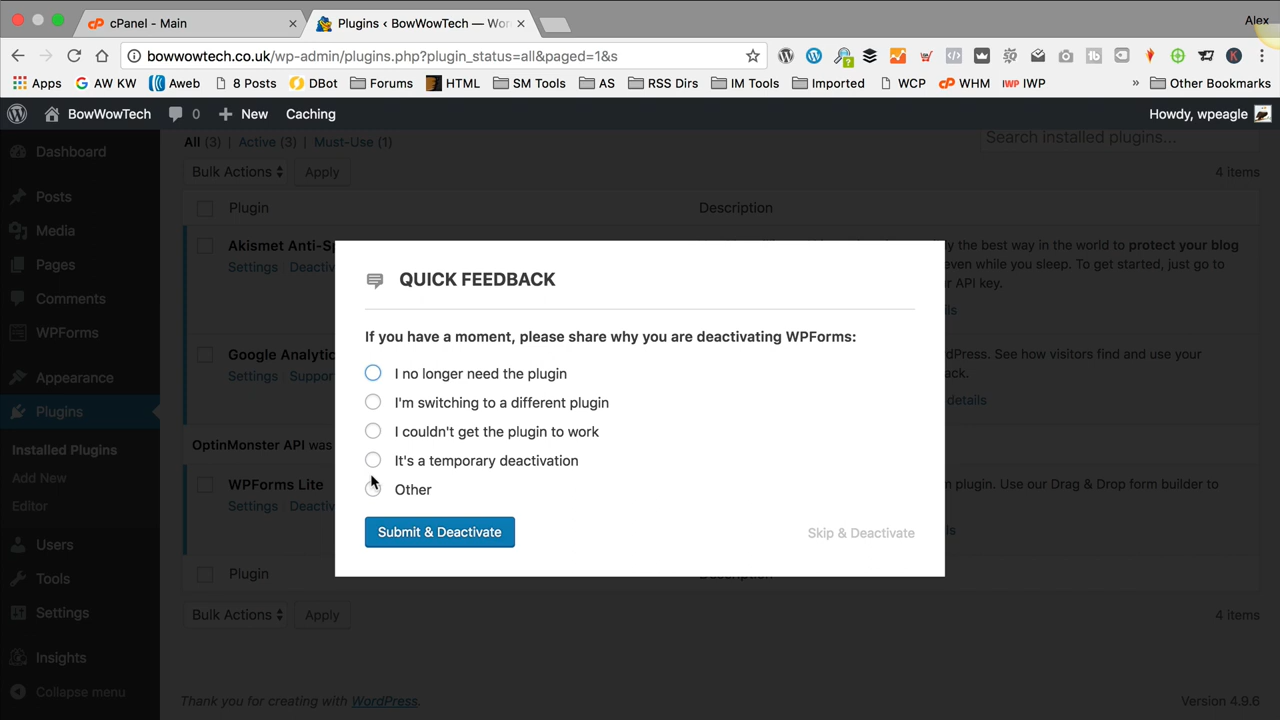 cPanel - Main
Plugins ‹ BowWowTech — Wor
Alex
bowwowtech.co.uk/wp-admin/plugins.php?plugin_status=all&paged=1&s
Apps
AW KW
Aweb
8 Posts
DBot
Forums
HTML
SM Tools
AS
RSS Dirs
IM Tools
Imported
WCP
WHM
IWP
»
Other Bookmarks
BowWowTech
0
New
Caching
Howdy, wpeagle
Dashboard
Posts
Media
Pages
Comments
WPForms
Appearance
Plugins
Installed Plugins
Add New
Editor
Users
Tools
Settings
Insights
Collapse menu
All (3) | Active (3) | Must-Use (1)
Search installed plugins...
Bulk Actions
Apply
4 items
Plugin
Description
Akismet Anti-S
y the best way in the world to protect your blog
Settings
Deactiv
even while you sleep. To get started, just go to
r API key.
ils
Google Analytic
rdPress. See how visitors find and use your
Settings
Suppor
back.
details
OptinMonster API was
WPForms Lite
n plugin. Use our Drag & Drop form builder to
Settings
Deactiv
ils
Plugin
Description
Bulk Actions
Apply
4 items
Thank you for creating with WordPress.
Version 4.9.6
QUICK FEEDBACK
If you have a moment, please share why you are deactivating WPForms:
I no longer need the plugin
I'm switching to a different plugin
I couldn't get the plugin to work
It's a temporary deactivation
Other
Submit & Deactivate
Skip & Deactivate